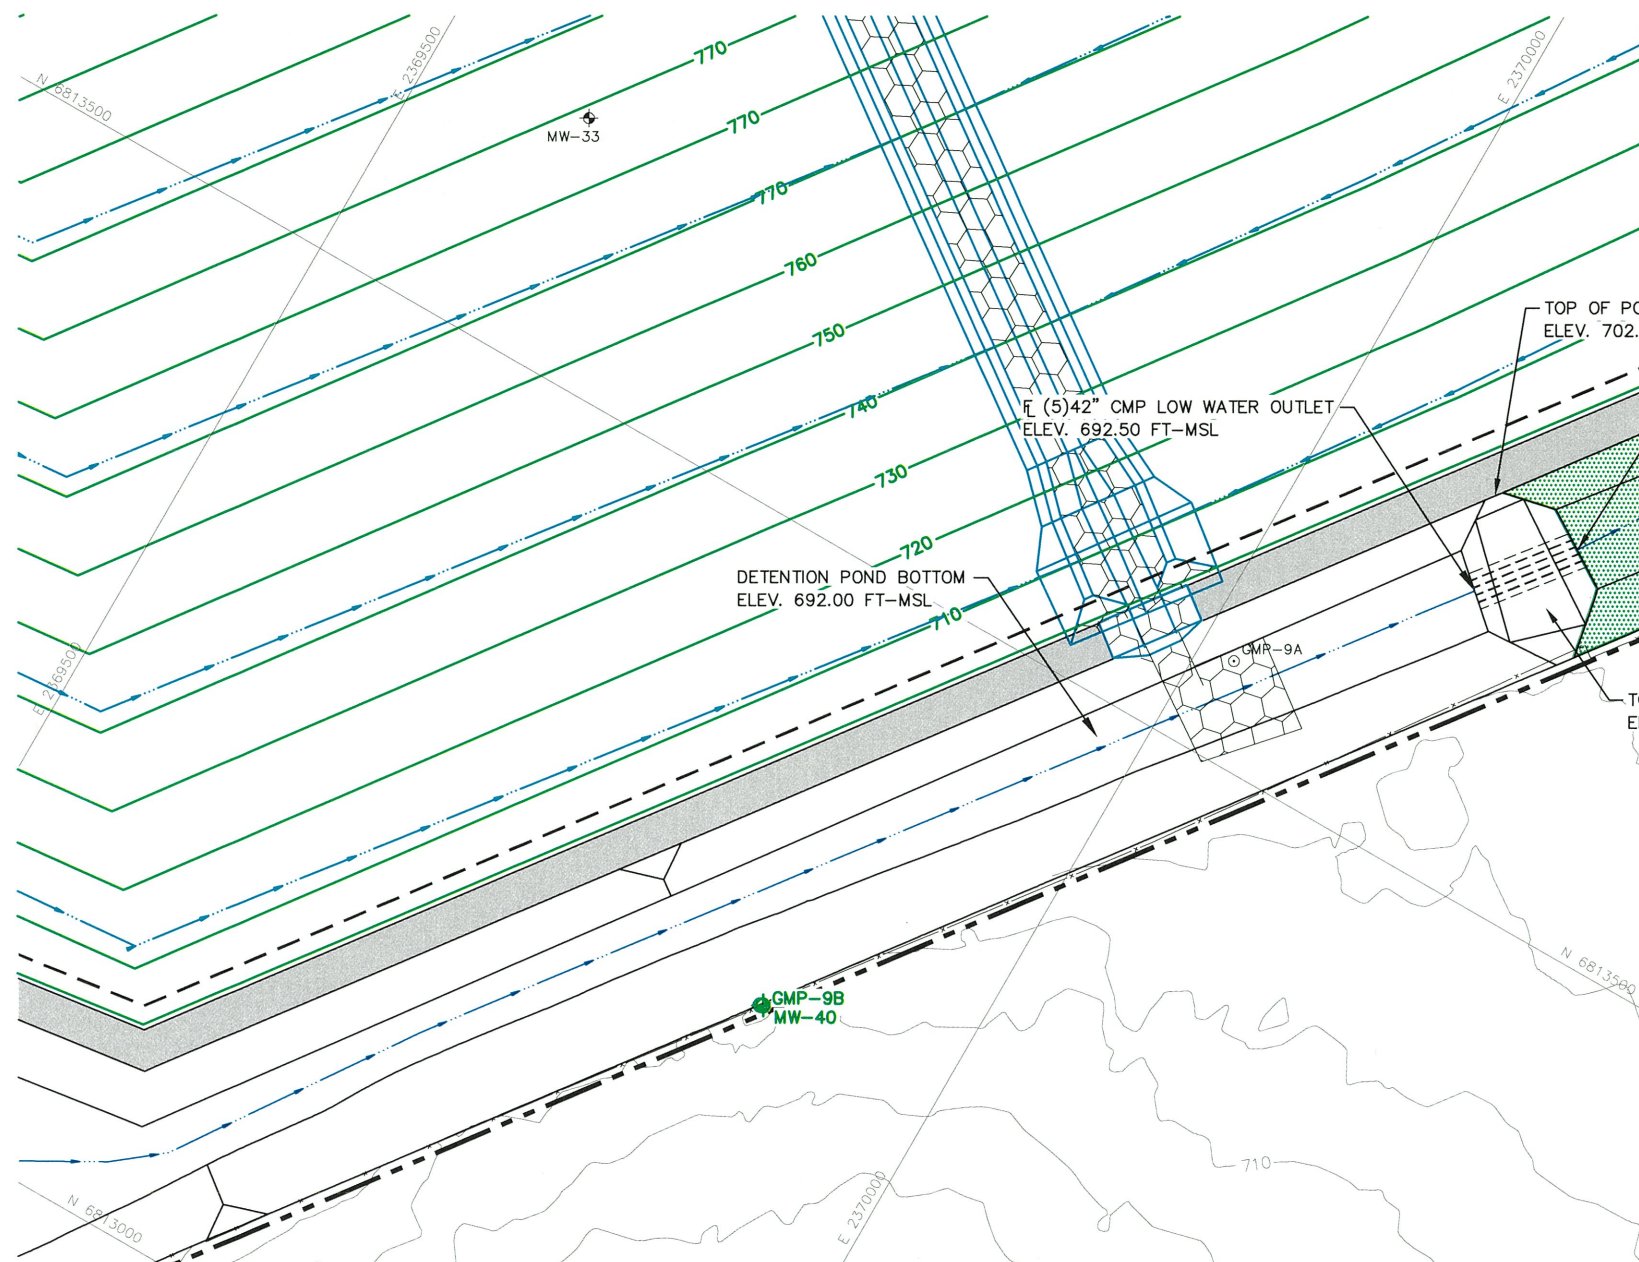 770
E 2369500
E 2370000
N 6813500
MW-33
770
770
760
TOP OF
ELEV. 702.
750
740
℄ (5)42" CMP LOW WATER OUTLET
ELEV. 692.50 FT-MSL
730
720
DETENTION POND BOTTOM
ELEV. 692.00 FT-MSL
710
GMP-9A
E 2369500
N 6813500
GMP-9B
MW-40
710
N 6813000
E 2370000